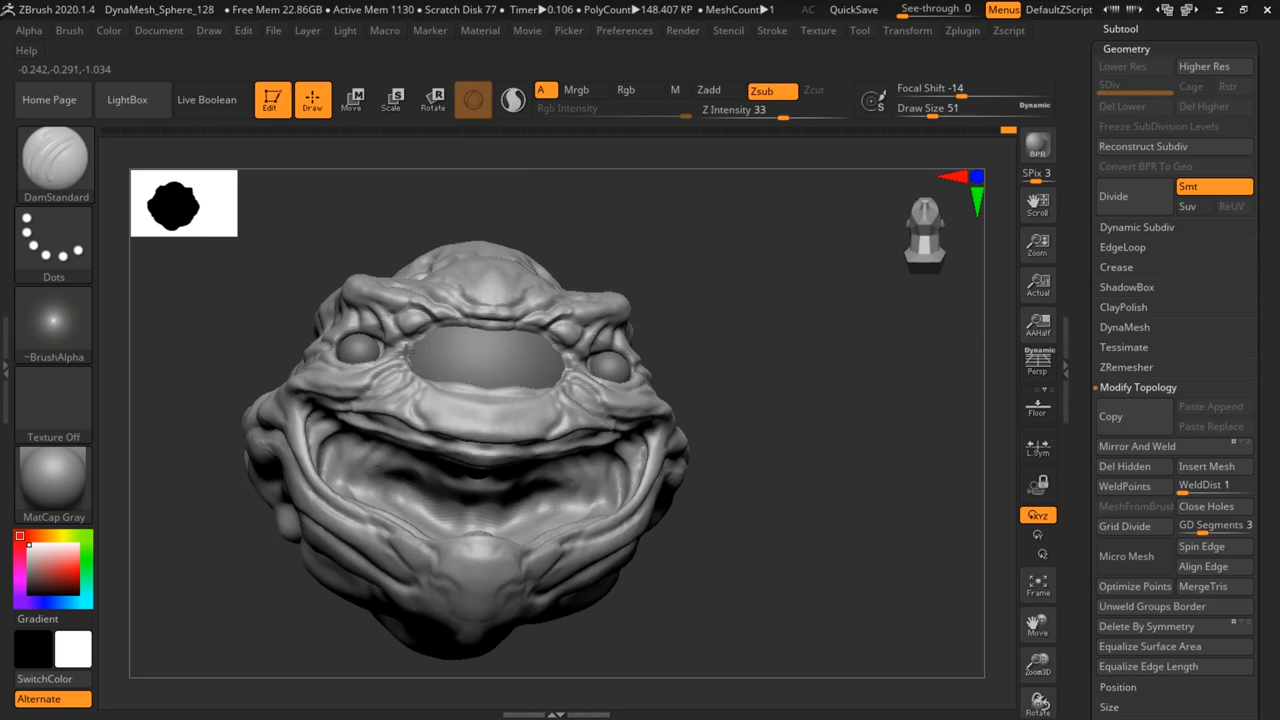 ZBrush 2020.1.4 DynaMesh_Sphere_128 • Free Mem 22.86GB • Active Mem 1130 • Scratch Disk 77 • Timer▶0.106 • PolyCount▶148.407 KP • MeshCount▶1 AC QuickSave See-through 0 Menus DefaultZScript
Alpha Brush Color Document Draw Edit File Layer Light Macro Marker Material Movie Picker Preferences Render Stencil Stroke Texture Tool Transform Zplugin Zscript
Help
-0.242,-0.291,-1.034
Home Page LightBox Live Boolean Edit Draw Move Scale Rotate A Mrgb Rgb M Zadd Zsub Zcut Focal Shift -14
Rgb Intensity Z Intensity 33 Draw Size 51 Dynamic
DamStandard
Dots
~BrushAlpha
Texture Off
MatCap Gray
Gradient
SwitchColor
Alternate
BPR
SPix 3
Scroll
Zoom
Actual
AAHalf
Dynamic
Persp
Floor
L.Sym
XYZ
Frame
Move
Zoom3D
Rotate
Subtool
Geometry
Lower Res Higher Res
SDiv Cage Rstr
Del Lower Del Higher
Freeze SubDivision Levels
Reconstruct Subdiv
Convert BPR To Geo
Divide Smt
Suv ReUV
Dynamic Subdiv
EdgeLoop
Crease
ShadowBox
ClayPolish
DynaMesh
Tessimate
ZRemesher
Modify Topology
Copy Paste Append
Paste Replace
Mirror And Weld
Del Hidden Insert Mesh
WeldPoints WeldDist 1
MeshFromBrush Close Holes
Grid Divide GD Segments 3
Micro Mesh Spin Edge
Align Edge
Optimize Points MergeTris
Unweld Groups Border
Delete By Symmetry
Equalize Surface Area
Equalize Edge Length
Position
Size